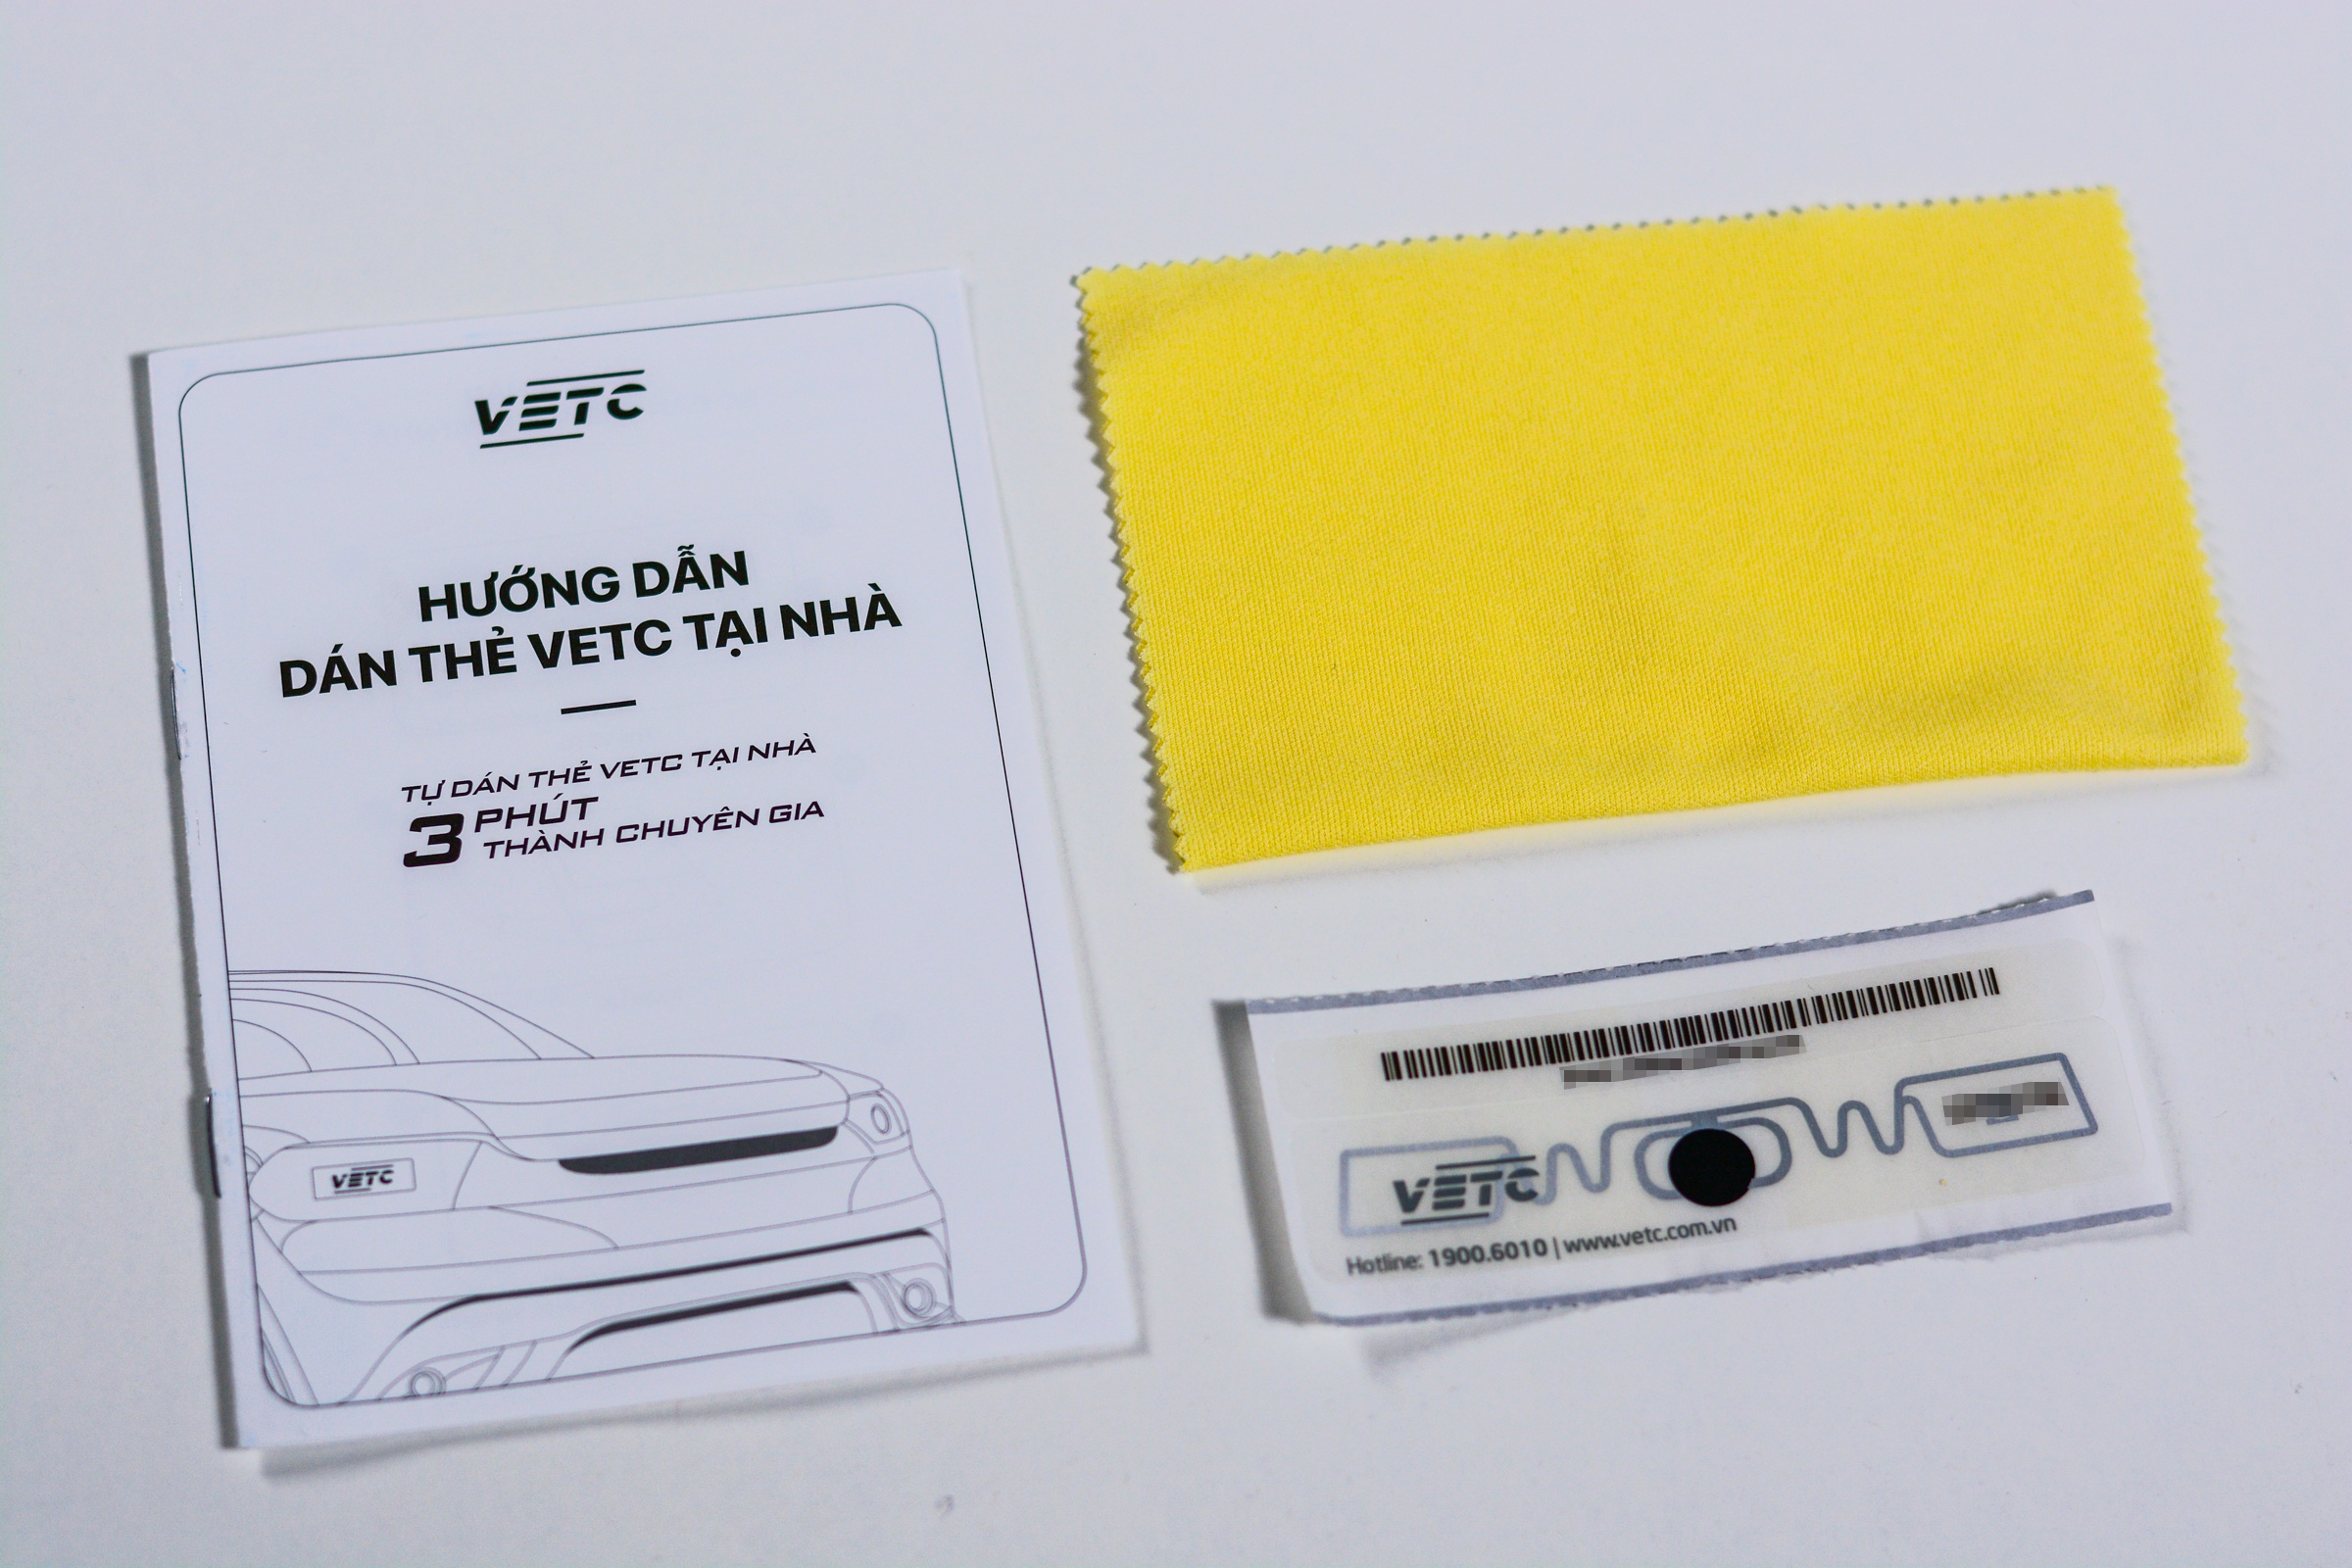 VETC
HƯỚNG DẪN
DÁN THẺ VETC TẠI NHÀ
TỰ DÁN THẺ VETC TẠI NHÀ
3 PHÚT
THÀNH CHUYÊN GIA
VETC
VETC
Hotline: 1900.6010 | www.vetc.com.vn